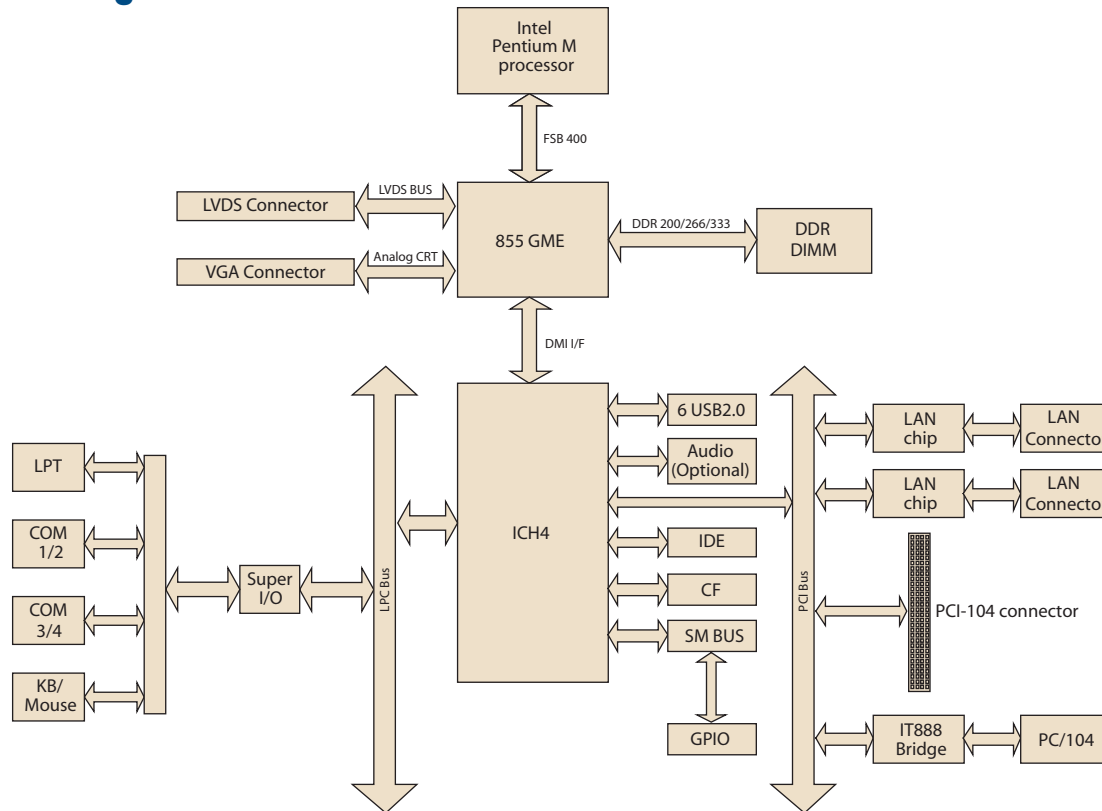 Intel
Pentium M
processor
FSB 400
LVDS BUS
LVDS Connector
855 GME
DDR 200/266/333
DDR
DIMM
Analog CRT
VGA Connector
DMI I/F
6 USB2.0
Audio
(Optional)
ICH4
IDE
CF
SM BUS
GPIO
LPT
COM
1/2
COM
3/4
KB/
Mouse
Super
I/O
LPC Bus
PCI Bus
LAN
chip
LAN
Connecto
LAN
chip
LAN
Connecto
PCI-104 connector
IT888
Bridge
PC/104